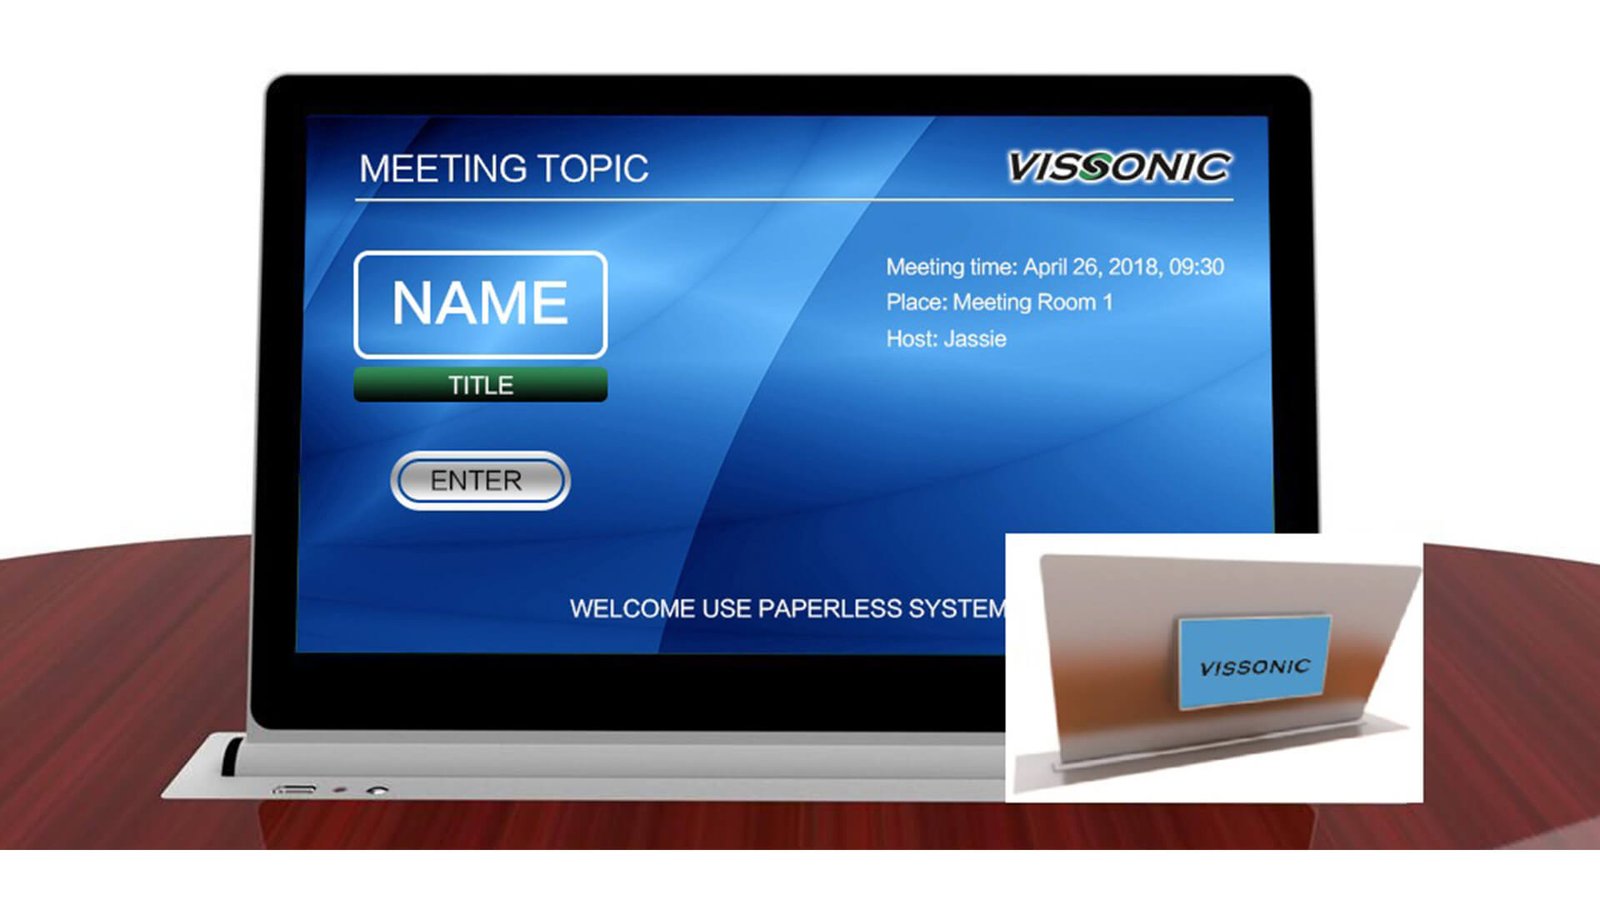 MEETING TOPIC
VISSONIC
NAME
TITLE
ENTER
Meeting time: April 26, 2018, 09:30
Place: Meeting Room 1
Host: Jassie
WELCOME USE PAPERLESS SYSTEM
VISSONIC